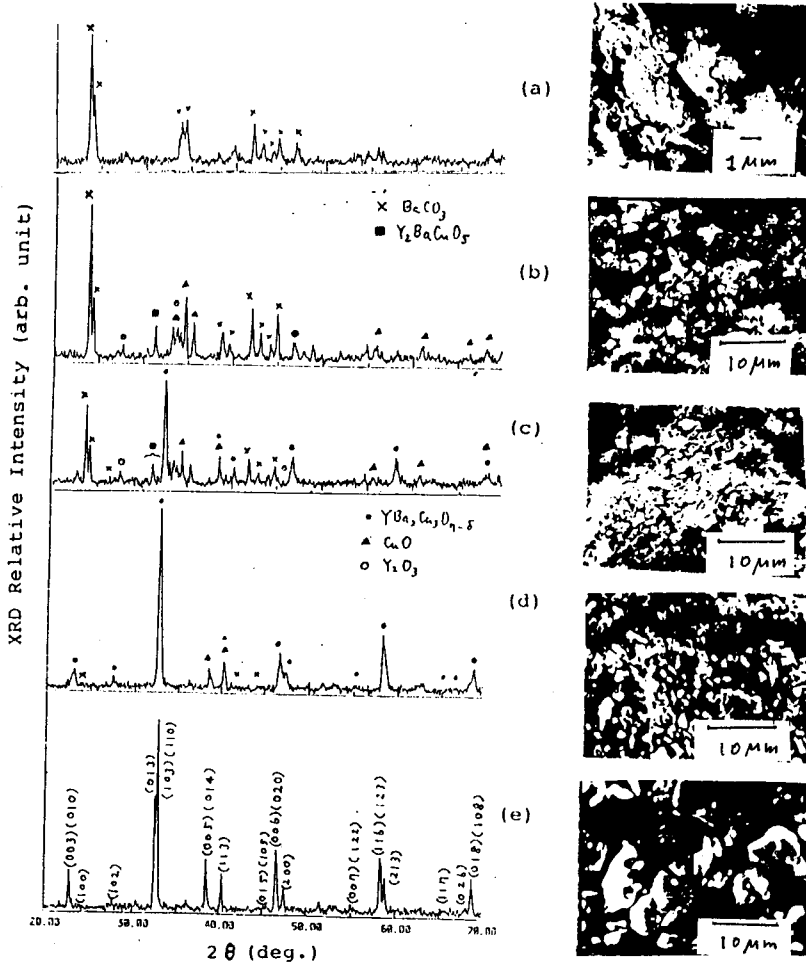 XRD Relative Intensity (arb. unit)
(a)
1 μm
× BaCO3
■ Y2BaCuO5
(b)
10 μm
(c)
10 μm
• YBa2Cu3O7-δ
▲ CuO
○ Y2O3
(d)
10 μm
(003)(010)
(100)
(102)
(013)
(103)(110)
(005)(014)
(113)
(015)(105)
(006)(020)
(200)
(007)(122)
(116)(123)
(213)
(117)
(026)
(018)(108)
(e)
10 μm
20.00 30.00 40.00 50.00 60.00 70.00
2θ (deg.)